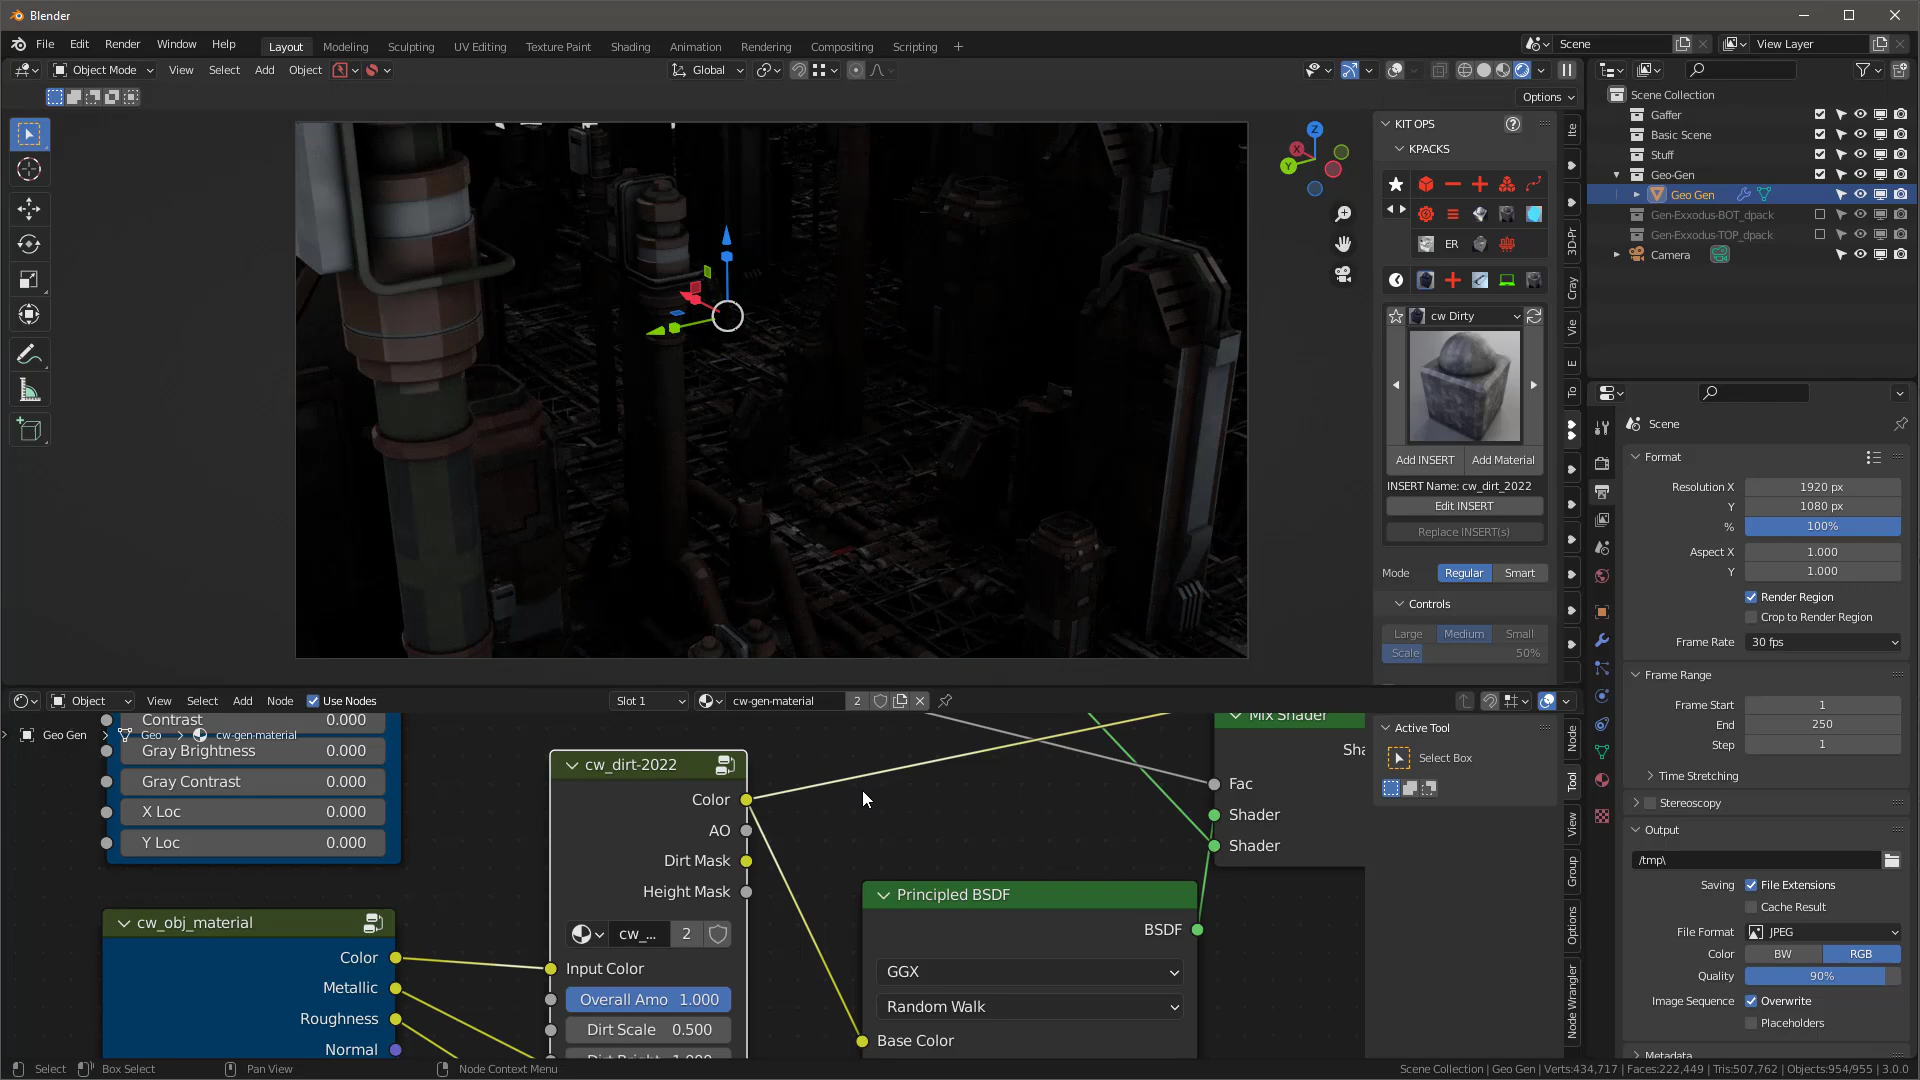 Blender
File Edit Render Window Help Layout Modeling Sculpting UV Editing Texture Paint Shading Animation Rendering Compositing Scripting + Scene View Layer
Object Mode View Select Add Object Global
Options
Scene Collection
Gaffer
Basic Scene
Stuff
Geo-Gen
Geo Gen
Gen-Exxodus-BOT_dpack
Gen-Exxodus-TOP_dpack
Camera
Z
X
Y
KIT OPS
KPACKS
ER
cw Dirty
Add INSERT Add Material
INSERT Name: cw_dirt_2022
Edit INSERT
Replace INSERT(s)
Mode Regular Smart
Controls
Large Medium Small
Scale 50%
Ite
3D-Pr
Cray
Vie
E
To
Scene
Format
Resolution X 1920 px
Y 1080 px
% 100%
Aspect X 1.000
Y 1.000
Render Region
Crop to Render Region
Frame Rate 30 fps
Frame Range
Frame Start 1
End 250
Step 1
Time Stretching
Stereoscopy
Output
/tmp\
Saving File Extensions
Cache Result
File Format JPEG
Color BW RGB
Quality 90%
Image Sequence Overwrite
Placeholders
Metadata
Object View Select Add Node Use Nodes Slot 1 cw-gen-material 2
Geo Gen Geo cw-gen-material
Contrast 0.000
Gray Brightness 0.000
Gray Contrast 0.000
X Loc 0.000
Y Loc 0.000
cw_obj_material
Color
Metallic
Roughness
Normal
cw_dirt-2022
Color
AO
Dirt Mask
Height Mask
cw_... 2
Input Color
Overall Amo 1.000
Dirt Scale 0.500
Dirt Bright 1.000
Principled BSDF
BSDF
GGX
Random Walk
Base Color
Mix Shader
Sha
Fac
Shader
Shader
Active Tool
Select Box
Node
Tool
View
Group
Options
Node Wrangler
Select Box Select Pan View Node Context Menu Scene Collection | Geo Gen | Verts:434,717 | Faces:222,449 | Tris:507,762 | Objects:954/955 | 3.0.0